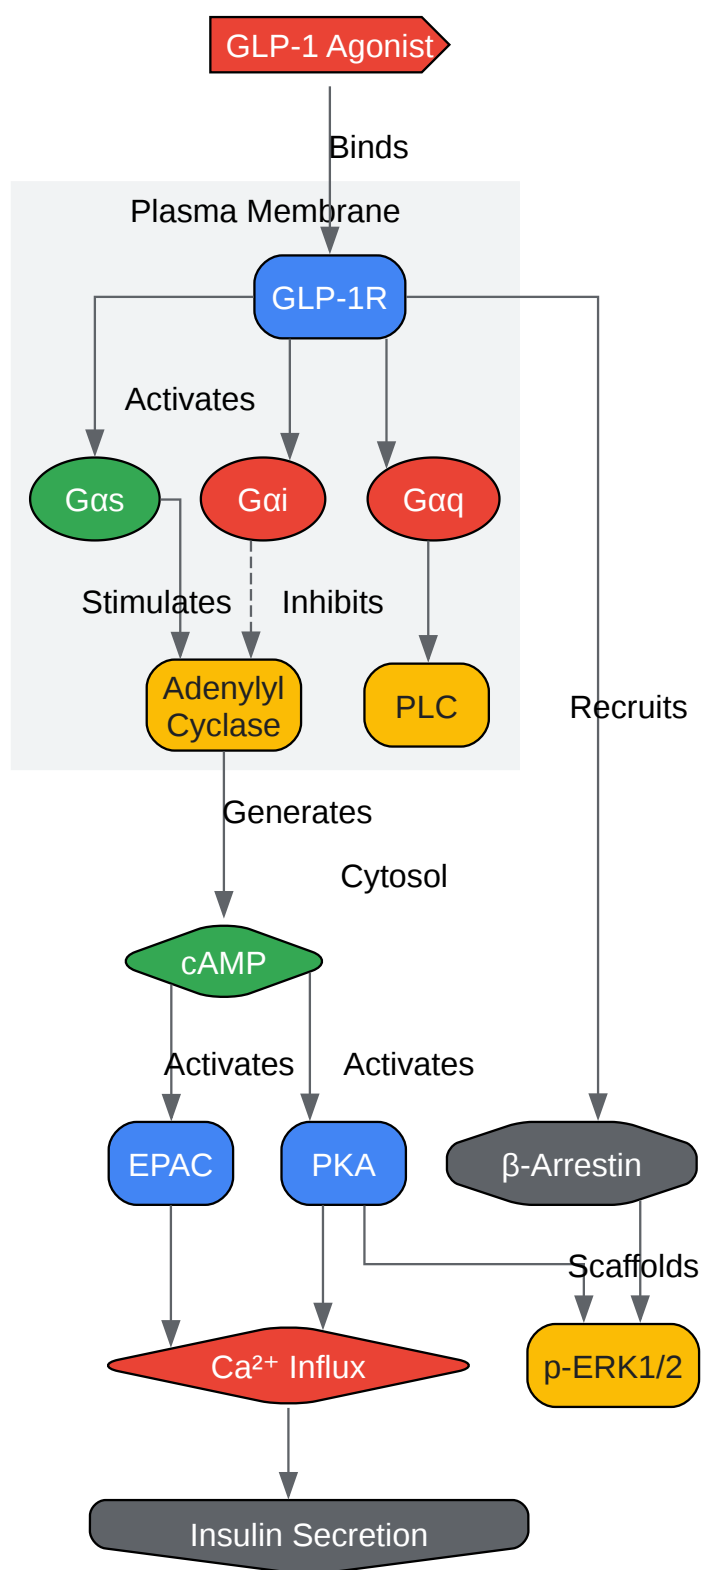 GLP-1 Agonist
Binds
Plasma Membrane
GLP-1R
Activates
Gαs
Gαi
Gαq
Stimulates
Inhibits
Adenylyl
Cyclase
PLC
Recruits
Generates
Cytosol
cAMP
Activates
Activates
EPAC
PKA
β-Arrestin
Scaffolds
Ca²⁺ Influx
p-ERK1/2
Insulin Secretion